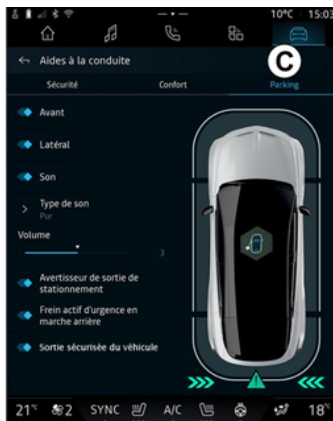 10°C 15:03
Aides à la conduite
C
Sécurité Confort Parking
Avant
Latéral
Son
Type de son
Pur
Volume
3
Avertisseur de sortie de
stationnement
Frein actif d'urgence en
marche arrière
Sortie sécurisée du véhicule
21°c 2 SYNC A/C 18°